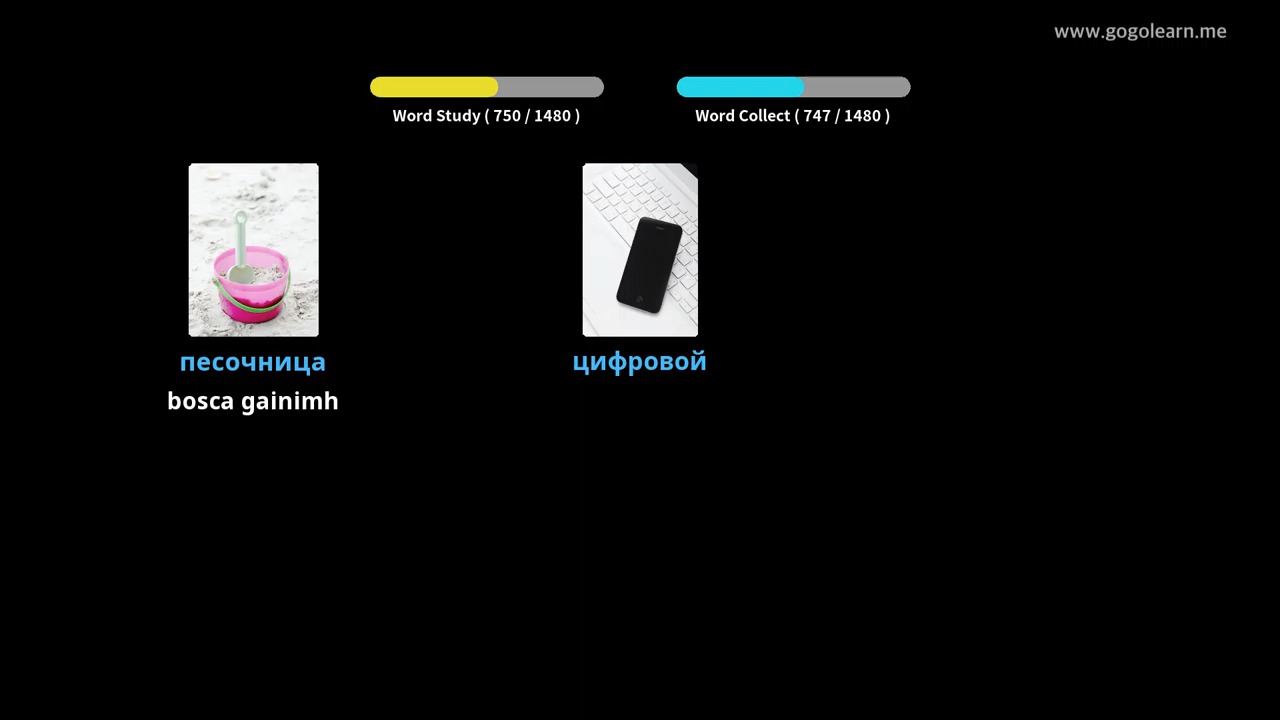 www.gogolearn.me
Word Study ( 750 / 1480 )
Word Collect ( 747 / 1480 )
песочница
цифровой
bosca gainimh